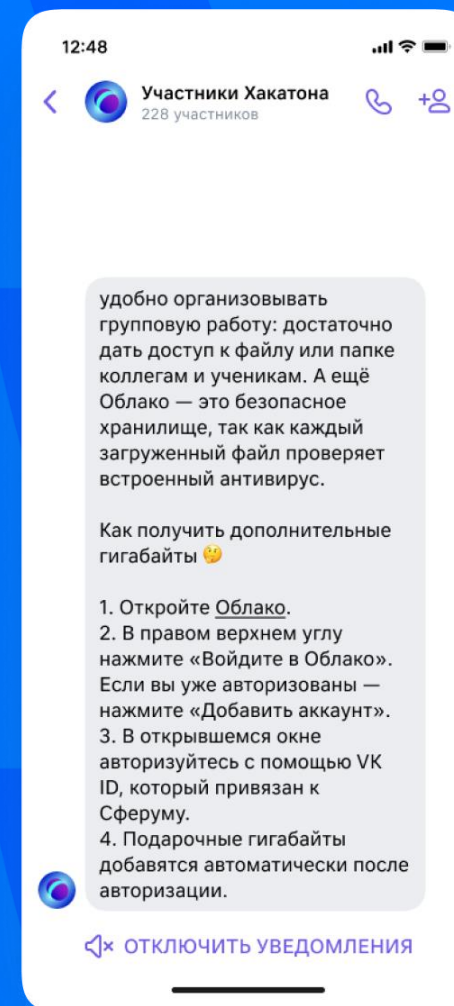 12:48
Участники Хакатона
228 участников
удобно организовывать
групповую работу: достаточно
дать доступ к файлу или папке
коллегам и ученикам. А ещё
Облако — это безопасное
хранилище, так как каждый
загруженный файл проверяет
встроенный антивирус.
Как получить дополнительные
гигабайты 🤔
1. Откройте Облако.
2. В правом верхнем углу
нажмите «Войдите в Облако».
Если вы уже авторизованы —
нажмите «Добавить аккаунт».
3. В открывшемся окне
авторизуйтесь с помощью VK
ID, который привязан к
Сферуму.
4. Подарочные гигабайты
добавятся автоматически после
авторизации.
ОТКЛЮЧИТЬ УВЕДОМЛЕНИЯ